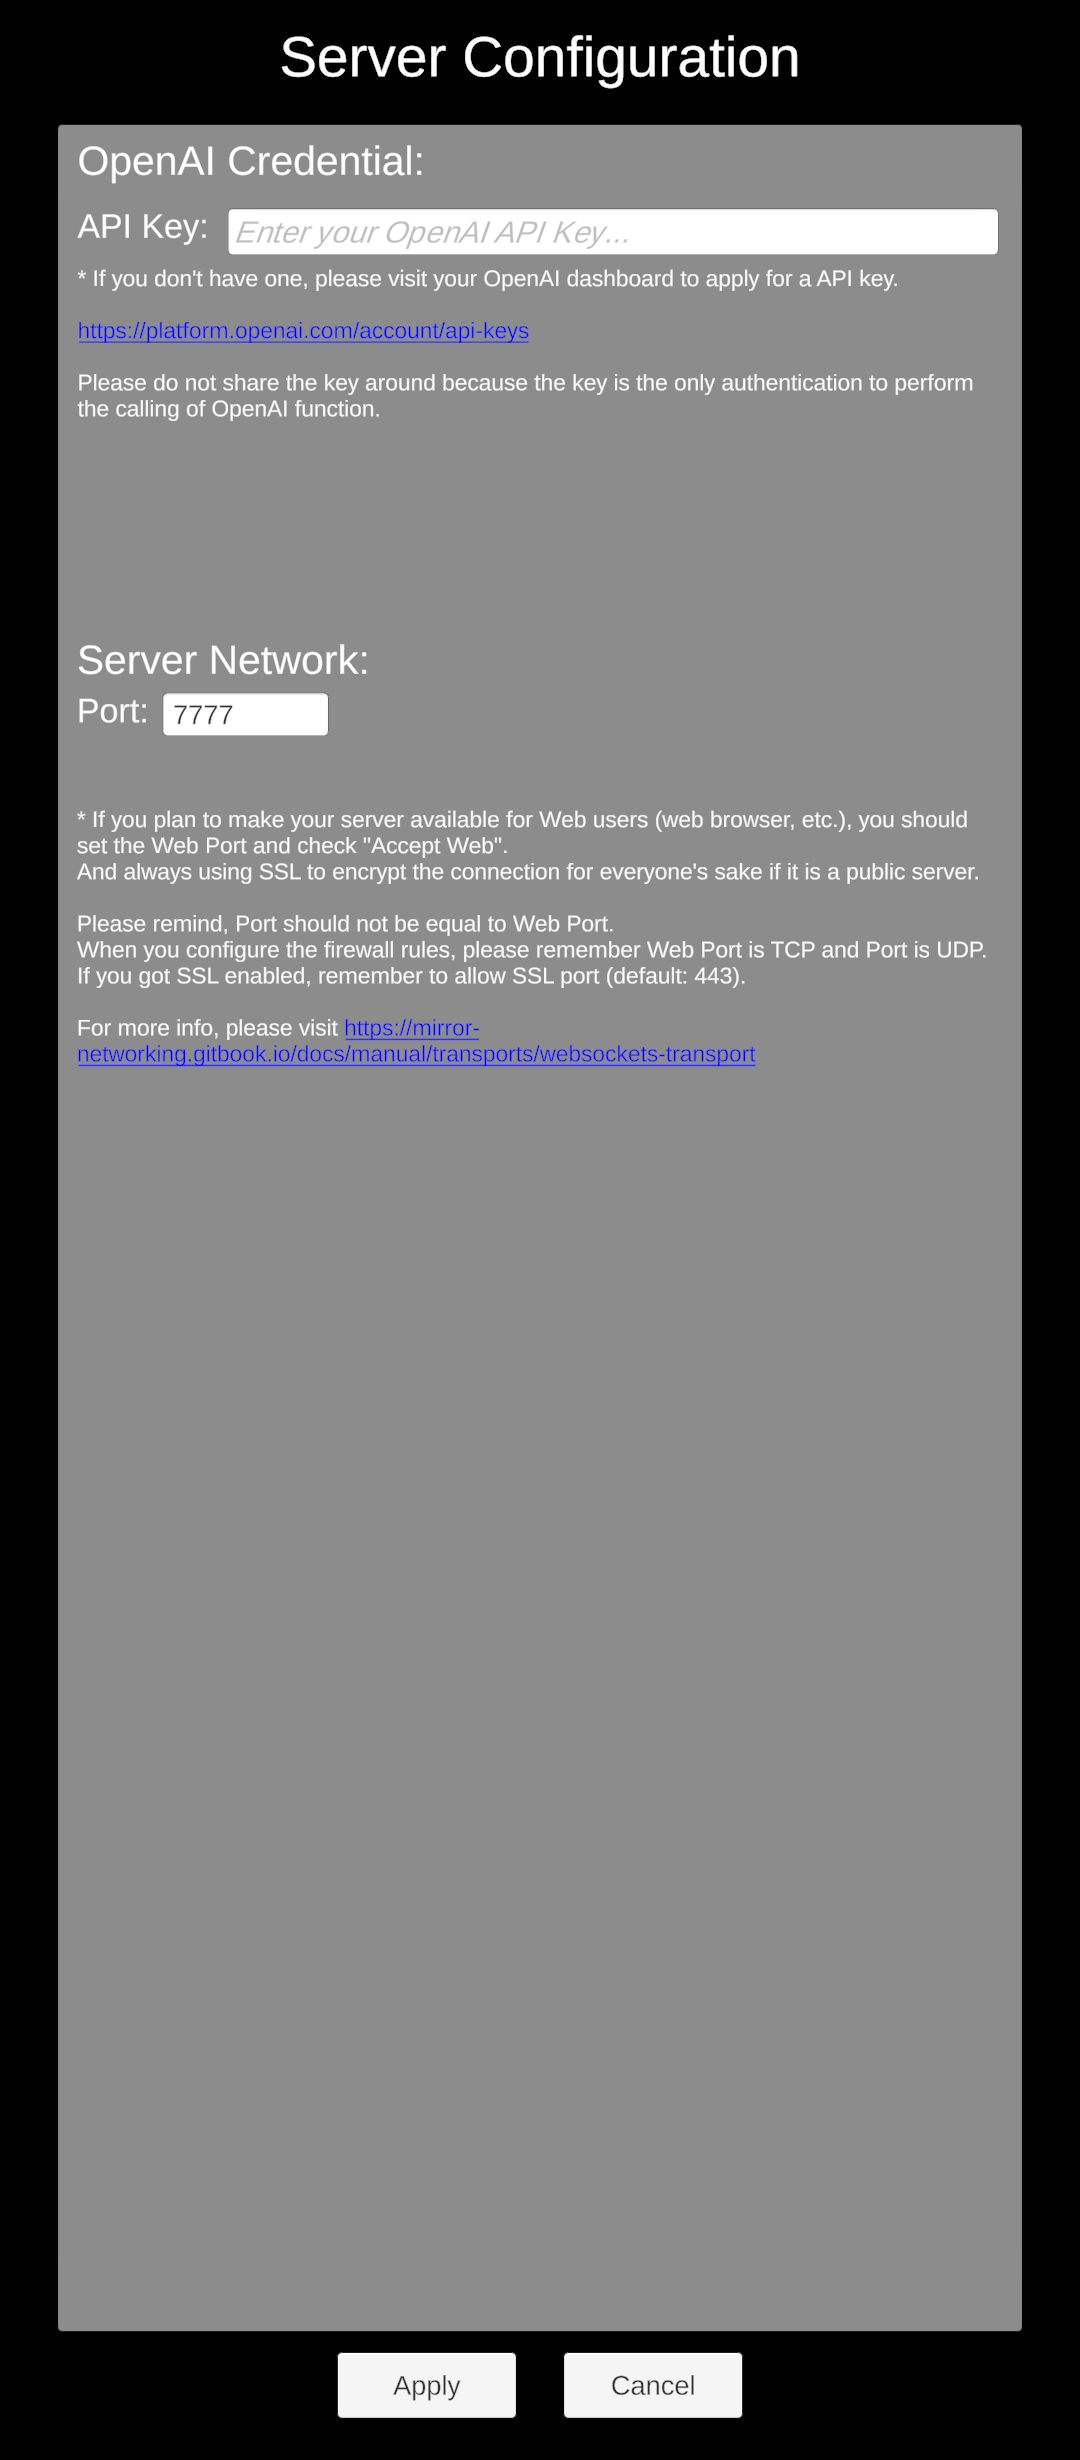 Server Configuration
OpenAI Credential:
API Key: Enter your OpenAI API Key...
* If you don't have one, please visit your OpenAI dashboard to apply for a API key.
https://platform.openai.com/account/api-keys
Please do not share the key around because the key is the only authentication to perform
the calling of OpenAI function.
Server Network:
Port: 7777
* If you plan to make your server available for Web users (web browser, etc.), you should
set the Web Port and check "Accept Web".
And always using SSL to encrypt the connection for everyone's sake if it is a public server.
Please remind, Port should not be equal to Web Port.
When you configure the firewall rules, please remember Web Port is TCP and Port is UDP.
If you got SSL enabled, remember to allow SSL port (default: 443).
For more info, please visit https://mirror-
networking.gitbook.io/docs/manual/transports/websockets-transport
Apply Cancel